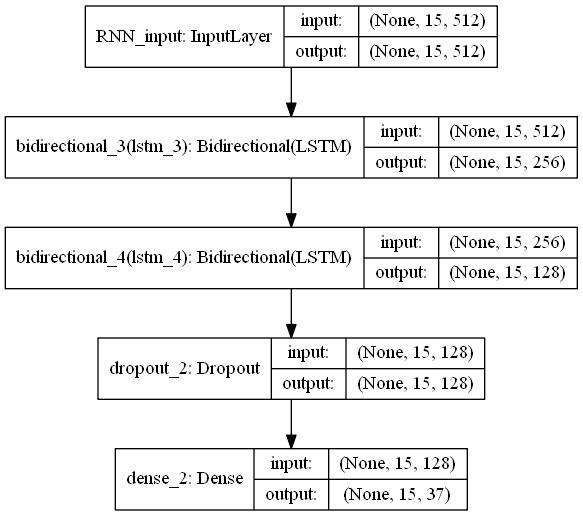 RNN_input: InputLayer
input: (None, 15, 512)
output: (None, 15, 512)
bidirectional_3(lstm_3): Bidirectional(LSTM)
input: (None, 15, 512)
output: (None, 15, 256)
bidirectional_4(lstm_4): Bidirectional(LSTM)
input: (None, 15, 256)
output: (None, 15, 128)
dropout_2: Dropout
input: (None, 15, 128)
output: (None, 15, 128)
dense_2: Dense
input: (None, 15, 128)
output: (None, 15, 37)